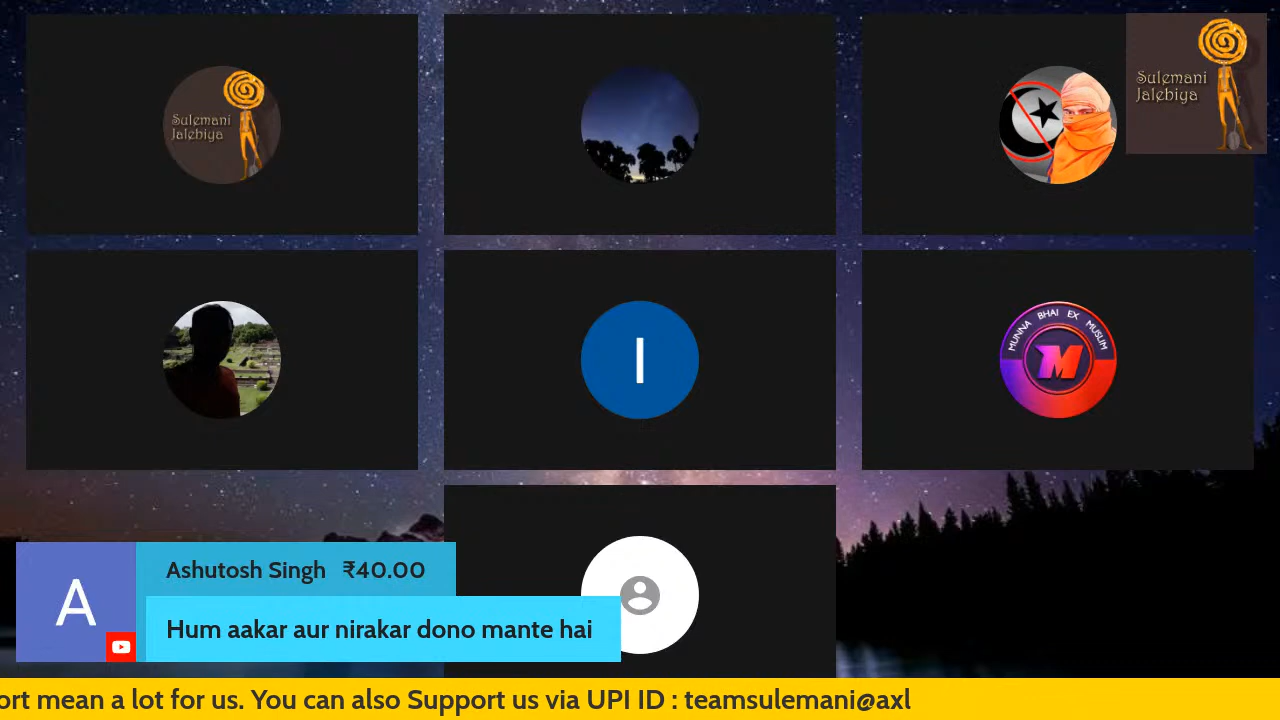 Sulemani
Jalebiya
Sulemani
Jalebiya
I
MUNNA BHAI EX MUSLIM
M
A
Ashutosh Singh ₹40.00
Hum aakar aur nirakar dono mante hai
ort mean a lot for us. You can also Support us via UPI ID : teamsulemani@axl